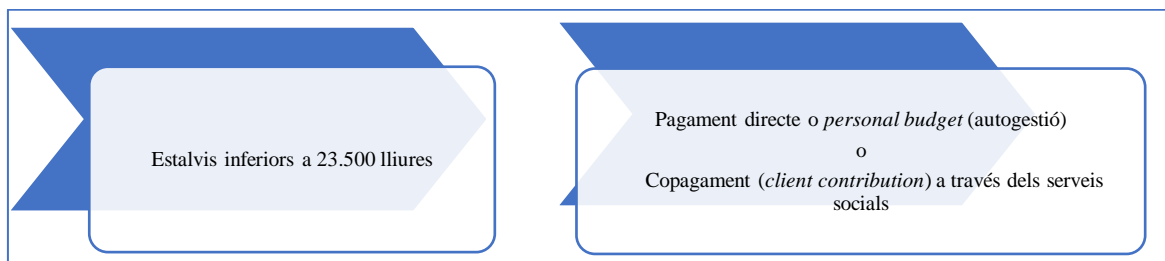 Estalvis inferiors a 23.500 lliures
Pagament directe o personal budget (autogestió)
o
Copagament (client contribution) a través dels serveis
socials